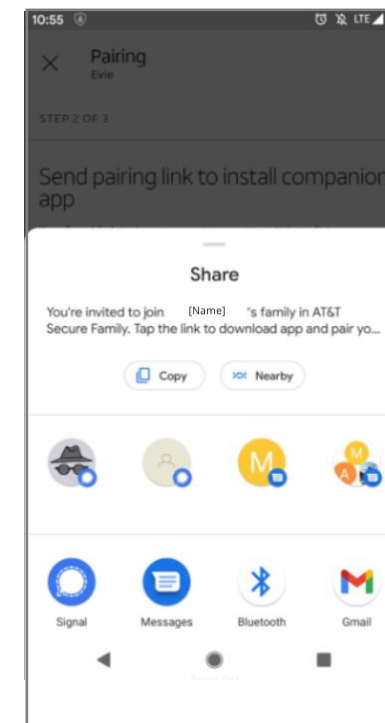 10:55 LTE
Pairing
Evie
STEP 2 OF 3
Send pairing link to install companion
app
Share
You're invited to join [Name] 's family in AT&T
Secure Family. Tap the link to download app and pair yo...
Copy Nearby
M M
A
Signal Messages Bluetooth Gmail